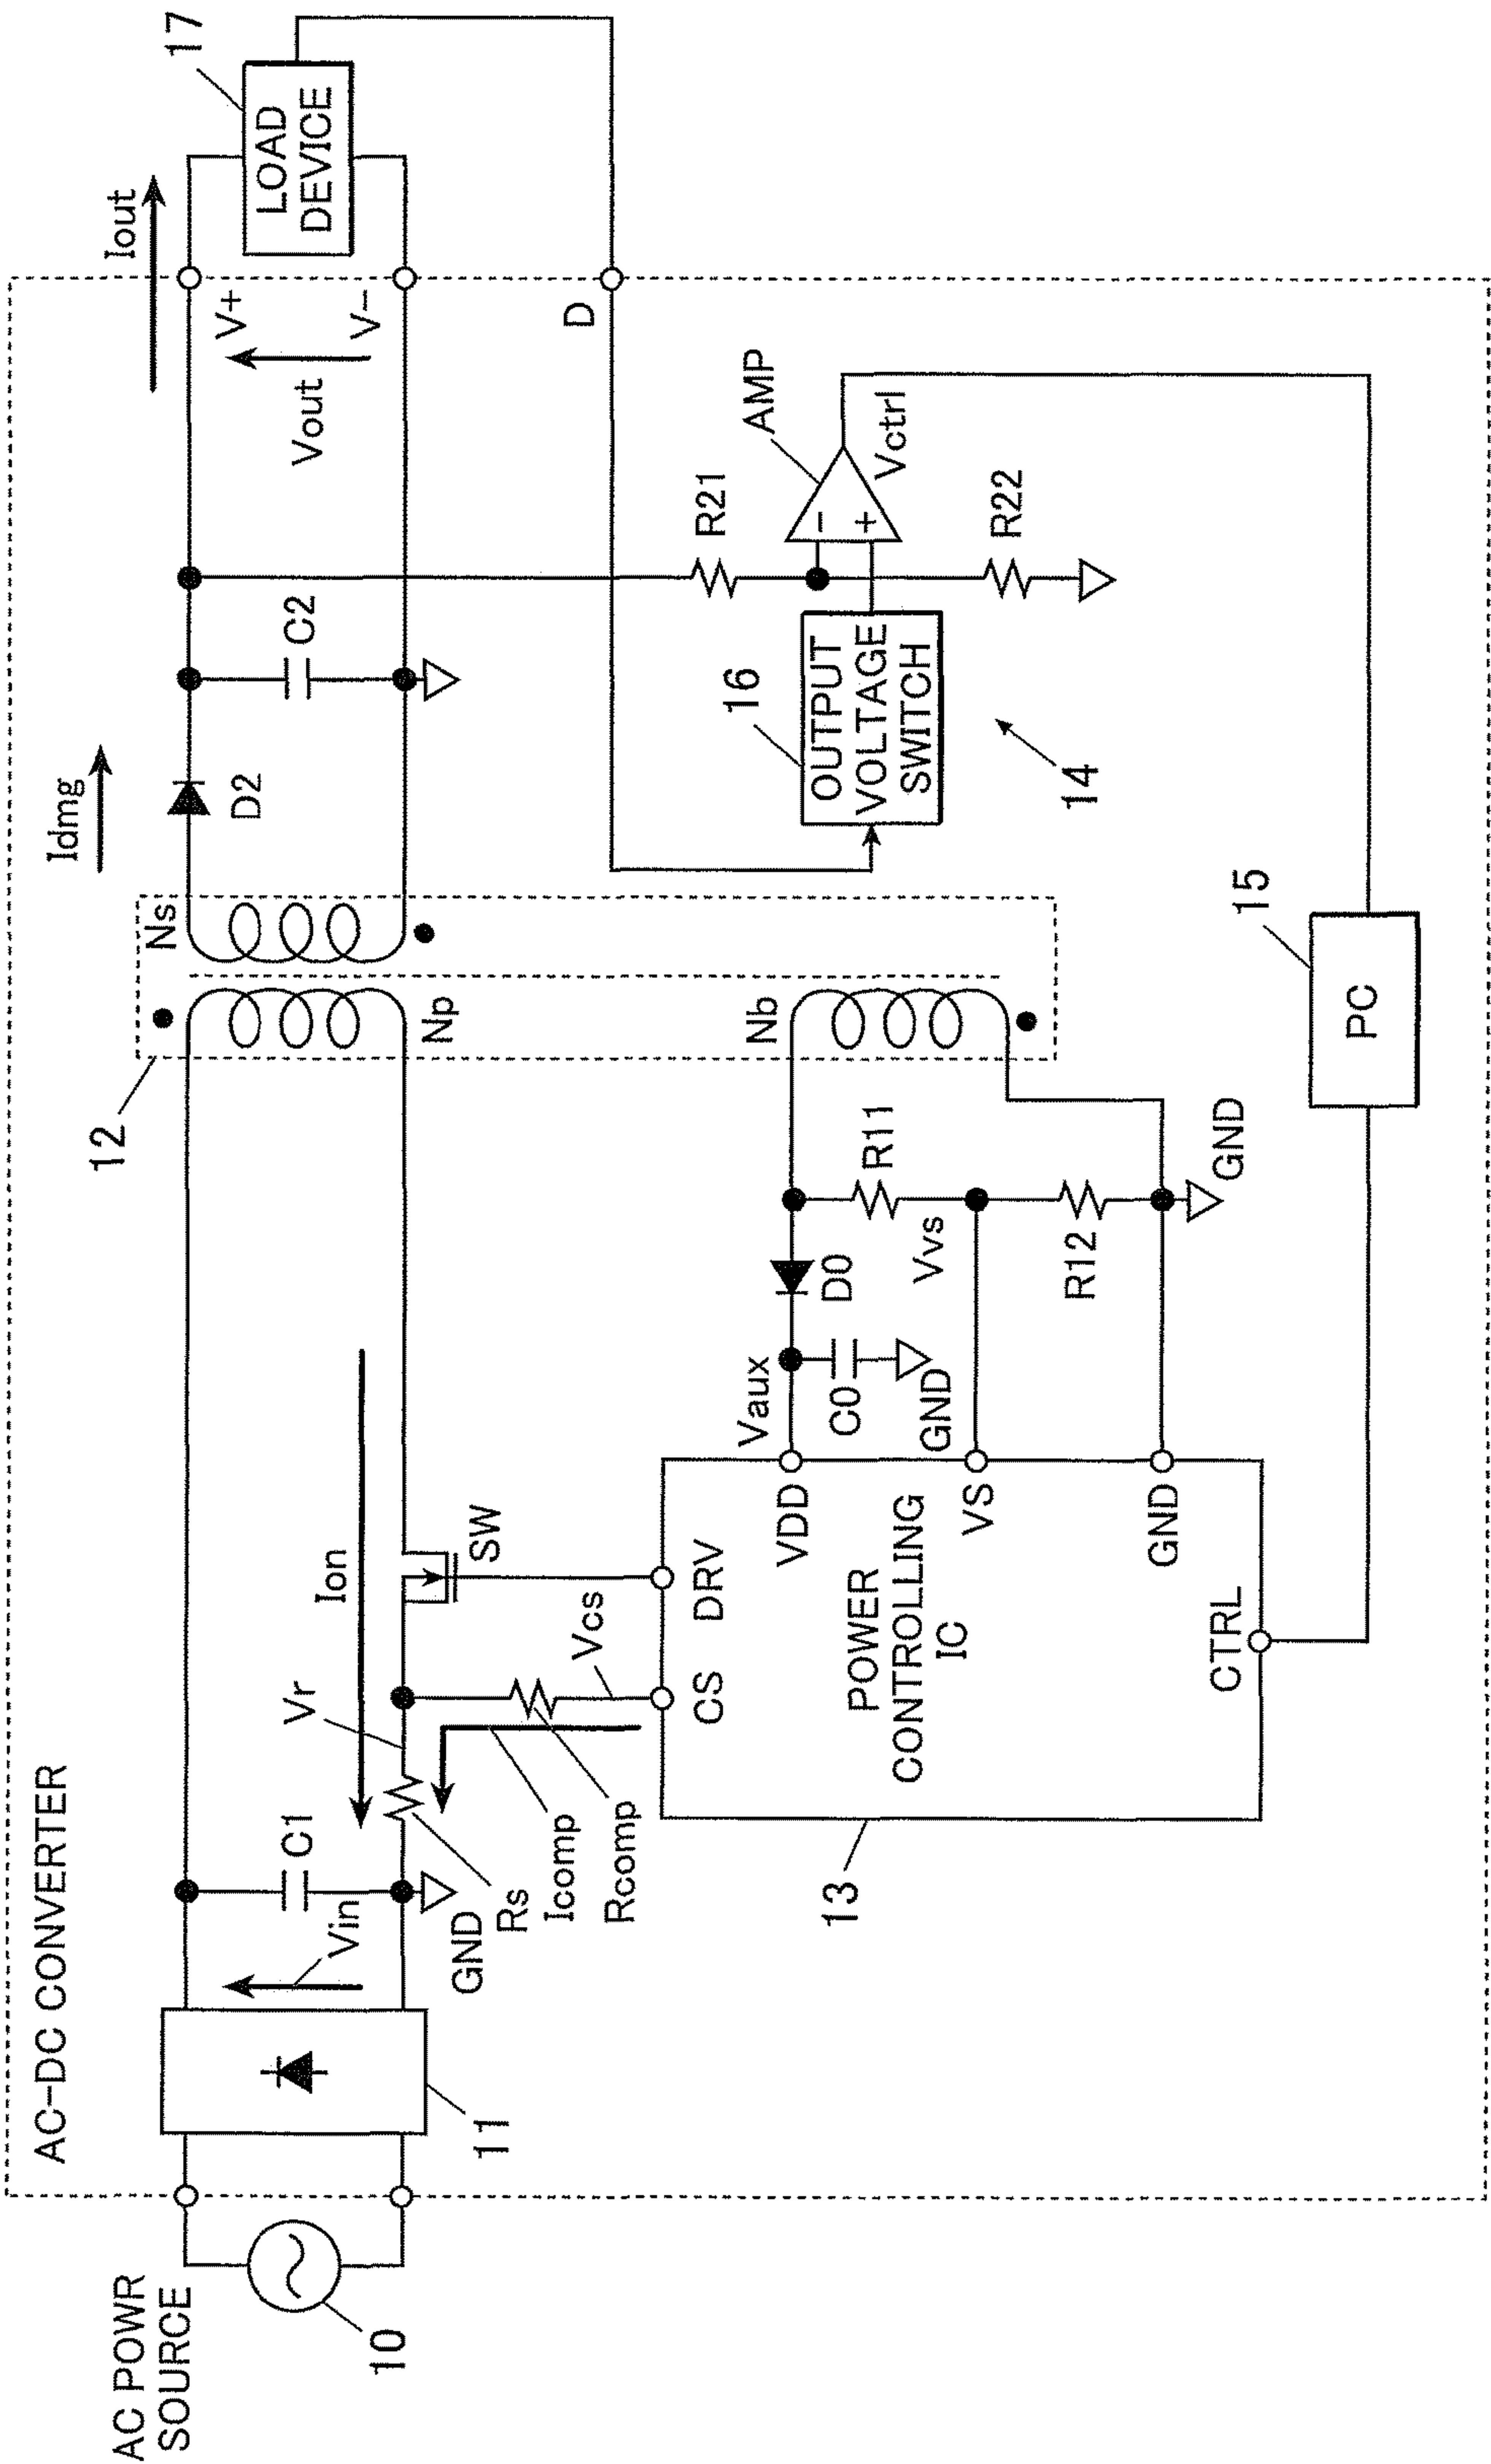 AC-DC CONVERTER
AC POWR
SOURCE
10
11
Vin
C1
GND
Rs
Icomp
Rcomp
Vr
Ion
Vcs
SW
CS
DRV
POWER
CONTROLLING
IC
13
VDD
VS
GND
CTRL
Vaux
C0
GND
D0
Vvs
R11
R12
GND
12
Np
Ns
Nb
PC
15
Idmg
D2
C2
Iout
V+
V-
Vout
D
LOAD
DEVICE
17
R21
AMP
-
+
Vctrl
R22
OUTPUT
VOLTAGE
SWITCH
16
14